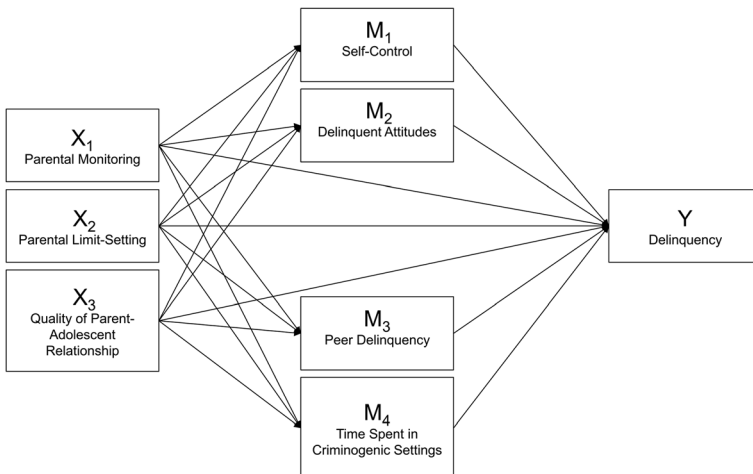 M₁
Self-Control
M₂
Delinquent Attitudes
X₁
Parental Monitoring
X₂
Parental Limit-Setting
X₃
Quality of Parent-
Adolescent
Relationship
M₃
Peer Delinquency
M₄
Time Spent in
Criminogenic Settings
Y
Delinquency